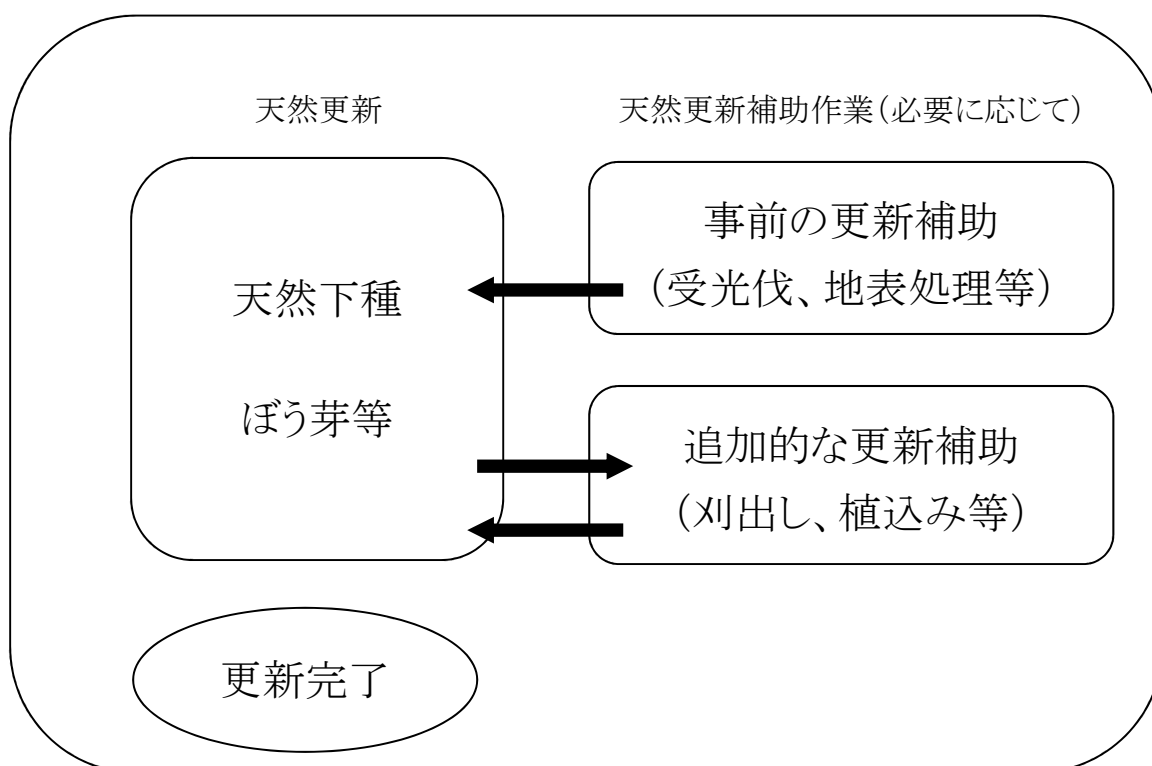 天然更新
天然更新補助作業（必要に応じて）
天然下種
ぼう芽等
事前の更新補助
（受光伐、地表処理等）
追加的な更新補助
（刈出し、植込み等）
更新完了